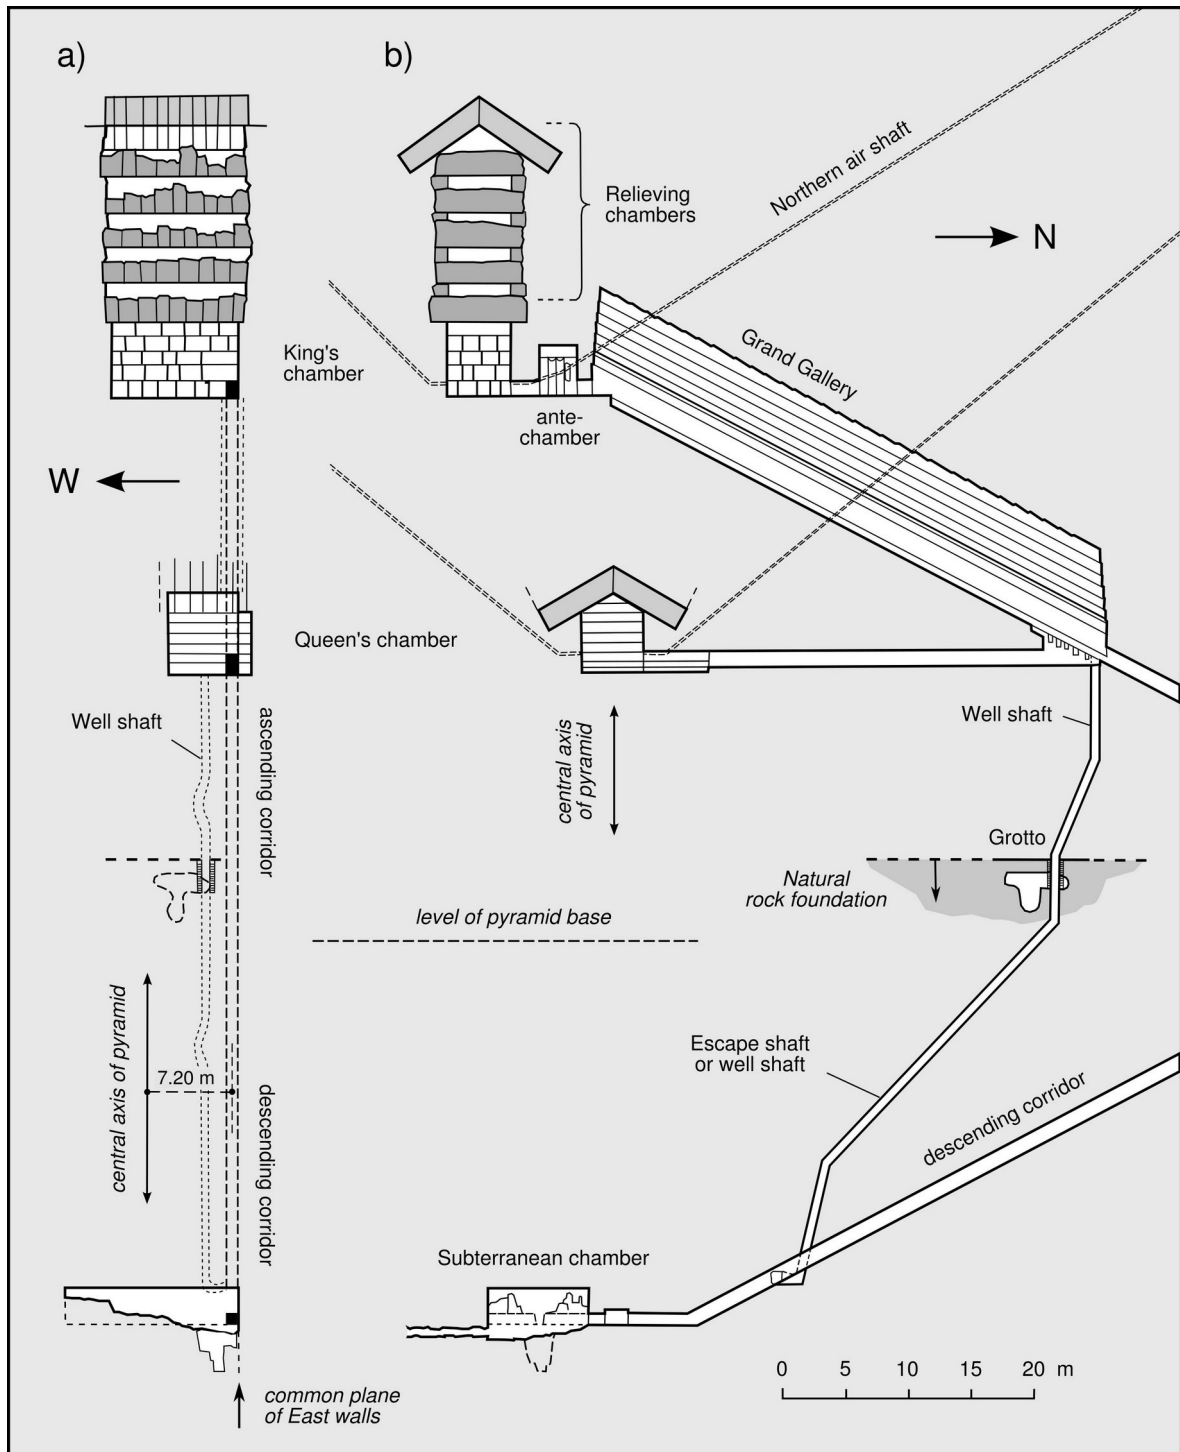 a)
b)
Relieving
chambers
Northern air shaft
N
King's
chamber
Grand Gallery
ante-
chamber
W
Queen's chamber
Well shaft
ascending corridor
central axis
of pyramid
Well shaft
Grotto
Natural
rock foundation
level of pyramid base
central axis of pyramid
7.20 m
descending corridor
Escape shaft
or well shaft
descending corridor
Subterranean chamber
0 5 10 15 20 m
common plane
of East walls